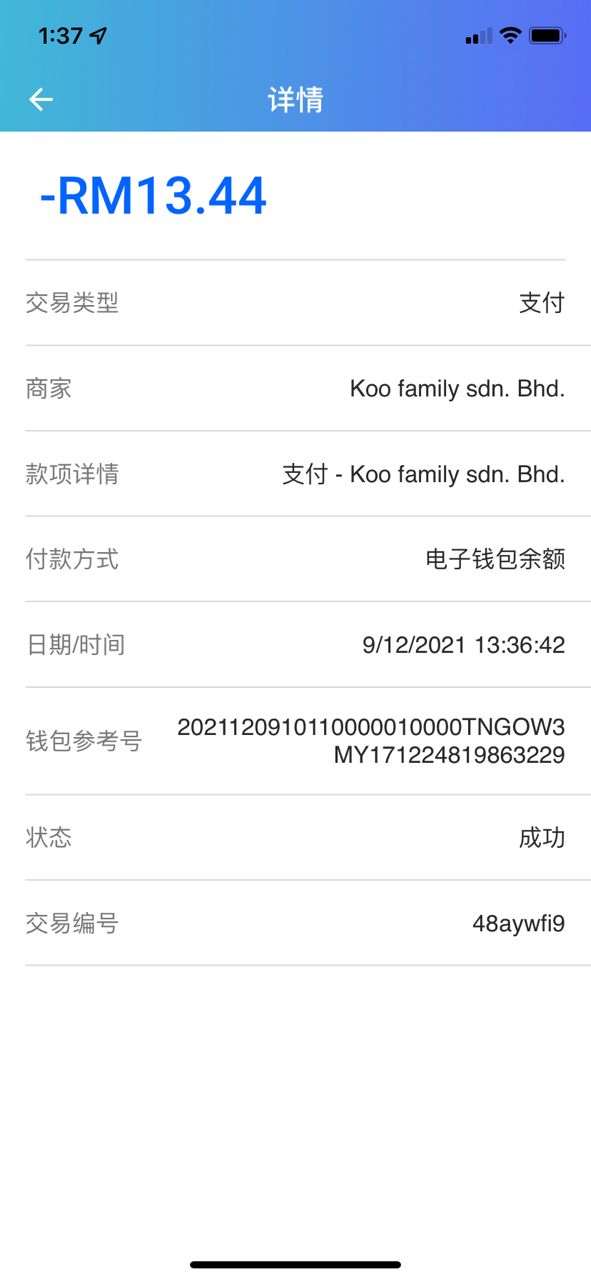 1:37
详情
-RM13.44
交易类型 支付
商家 Koo family sdn. Bhd.
款项详情 支付 - Koo family sdn. Bhd.
付款方式 电子钱包余额
日期/时间 9/12/2021 13:36:42
钱包参考号 2021120910110000010000TNGOW3
MY171224819863229
状态 成功
交易编号 48aywfi9